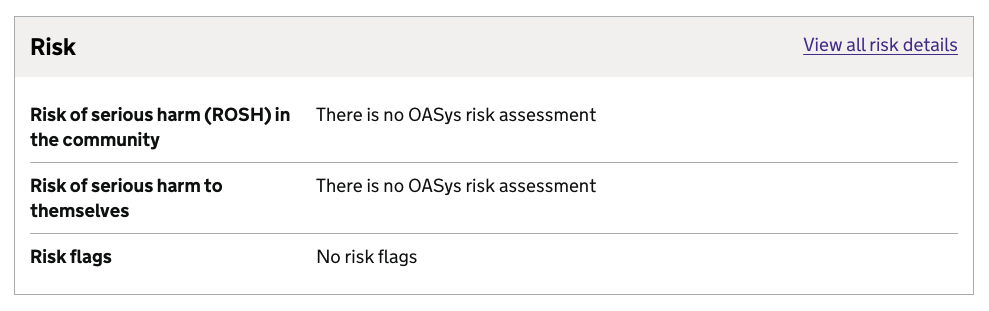 Risk
View all risk details
Risk of serious harm (ROSH) in
the community
There is no OASys risk assessment
Risk of serious harm to
themselves
There is no OASys risk assessment
Risk flags
No risk flags